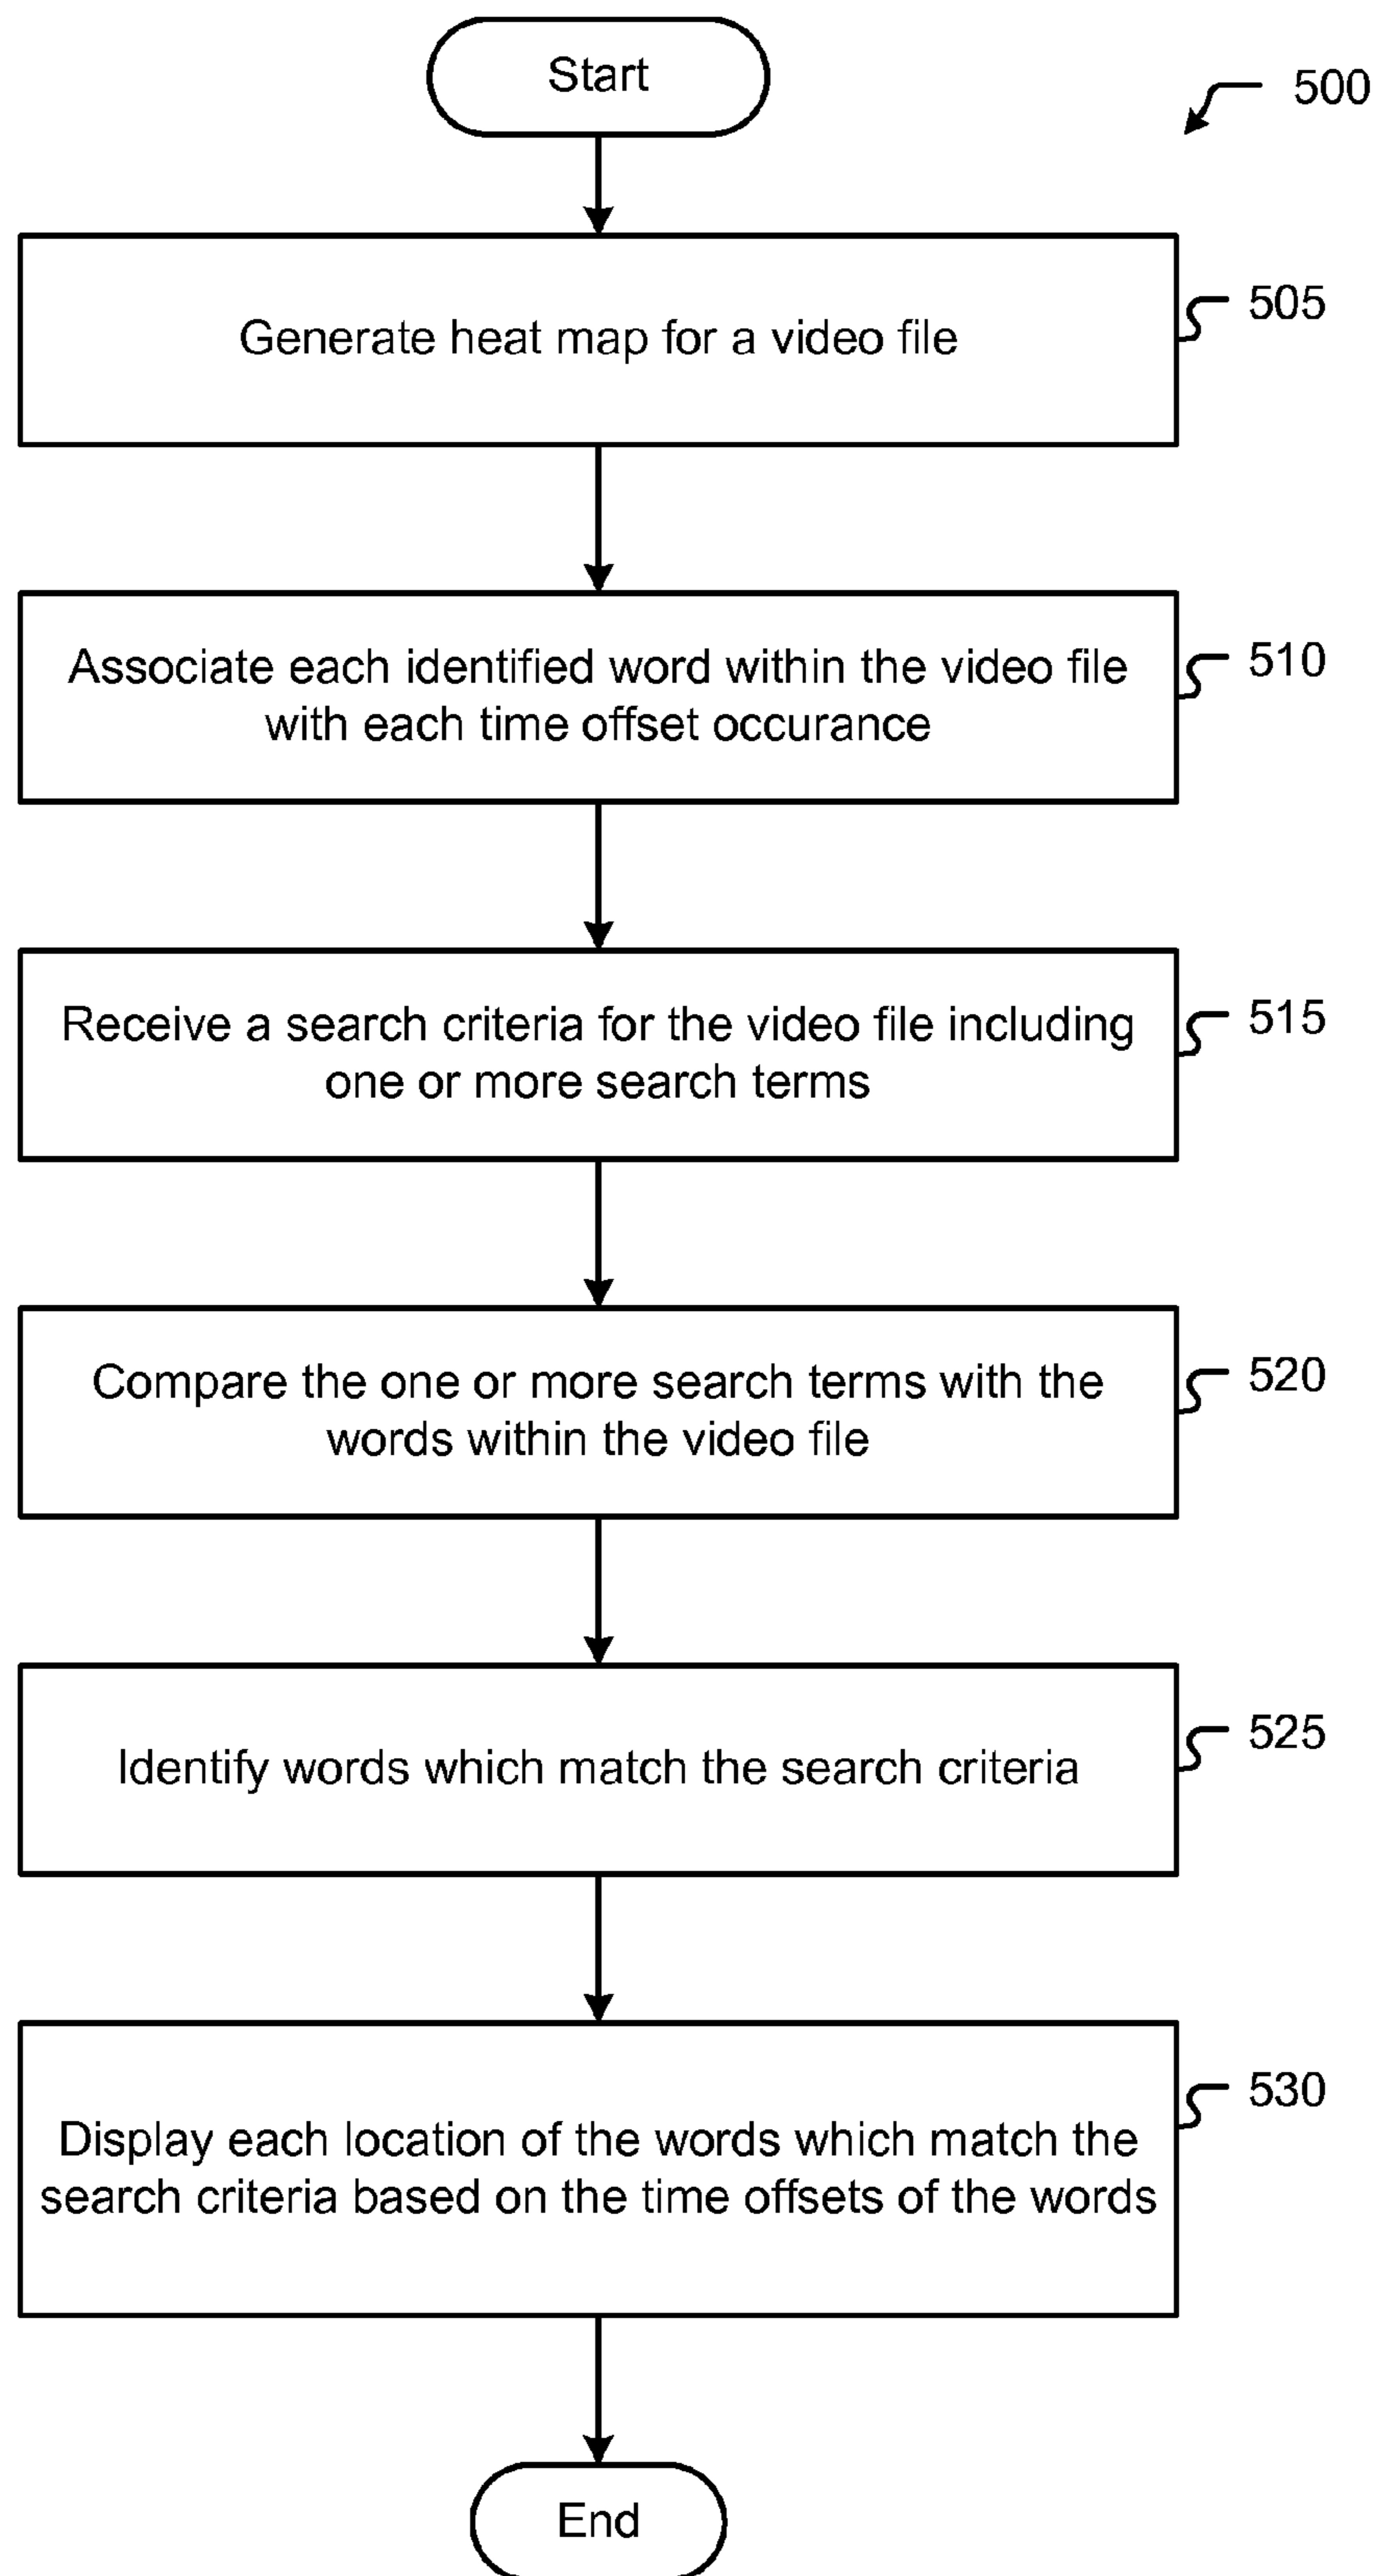 Start
500
Generate heat map for a video file
505
Associate each identified word within the video file
with each time offset occurance
510
Receive a search criteria for the video file including
one or more search terms
515
Compare the one or more search terms with the
words within the video file
520
Identify words which match the search criteria
525
Display each location of the words which match the
search criteria based on the time offsets of the words
530
End